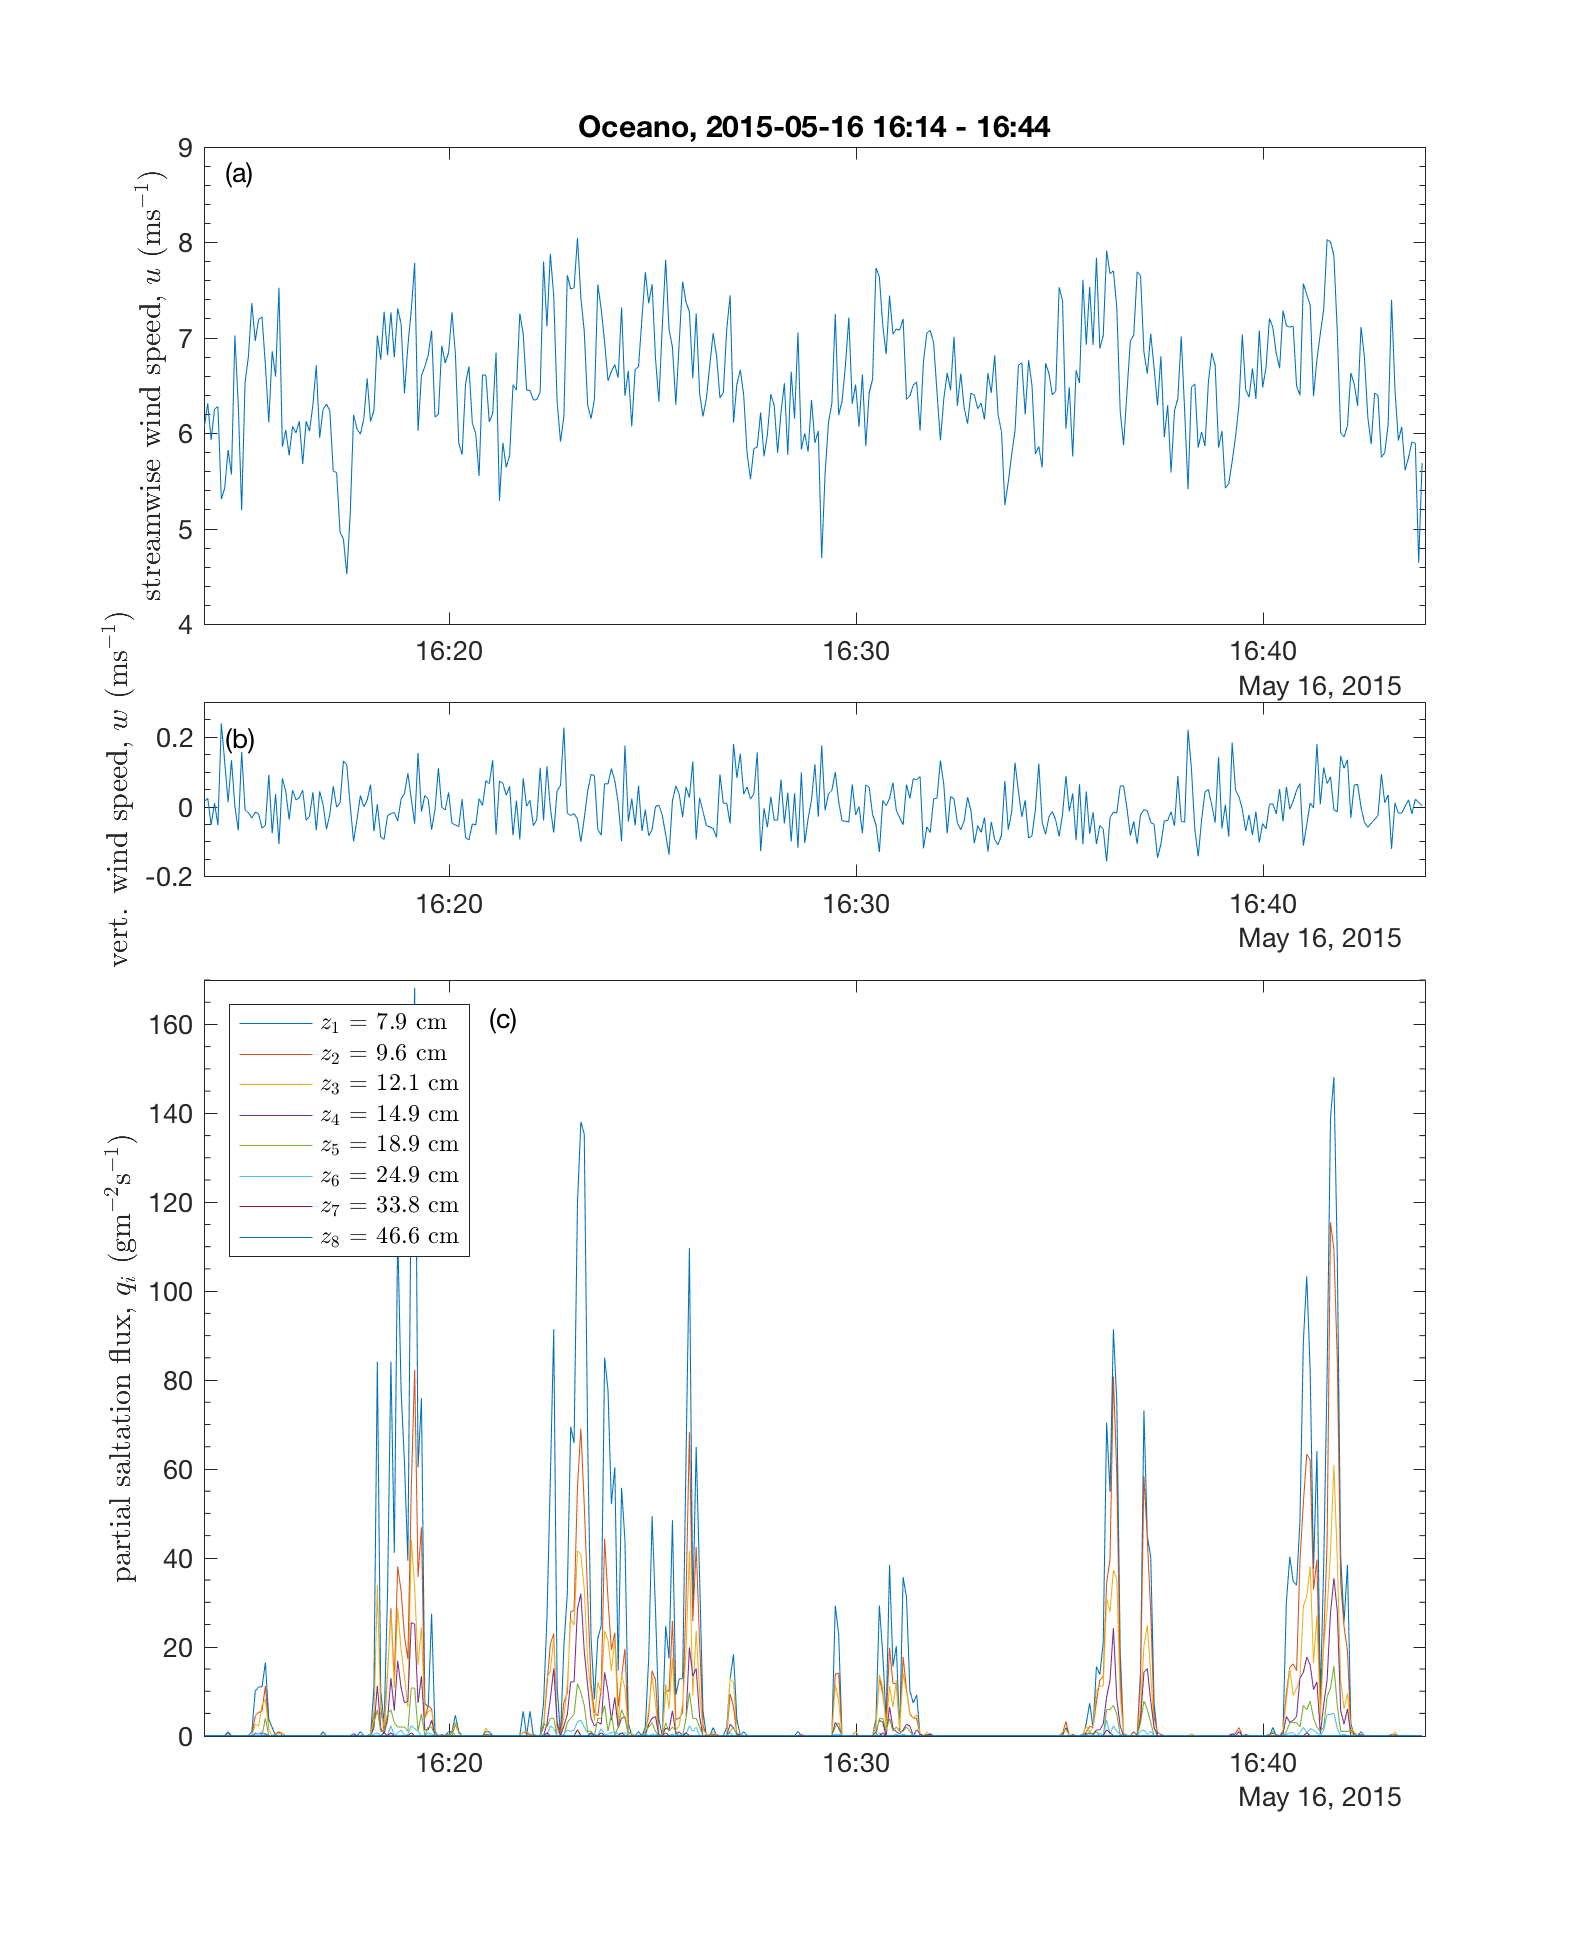 Oceano, 2015-05-16 16:14 - 16:44
(a)
streamwise wind speed, u (ms⁻¹)
9
8
7
6
5
4
16:20 16:30 16:40
May 16, 2015
(b)
vert. wind speed, w (ms⁻¹)
0.2
0
-0.2
16:20 16:30 16:40
May 16, 2015
(c)
partial saltation flux, qᵢ (gm⁻²s⁻¹)
160
140
120
100
80
60
40
20
0
z₁ = 7.9 cm
z₂ = 9.6 cm
z₃ = 12.1 cm
z₄ = 14.9 cm
z₅ = 18.9 cm
z₆ = 24.9 cm
z₇ = 33.8 cm
z₈ = 46.6 cm
16:20 16:30 16:40
May 16, 2015